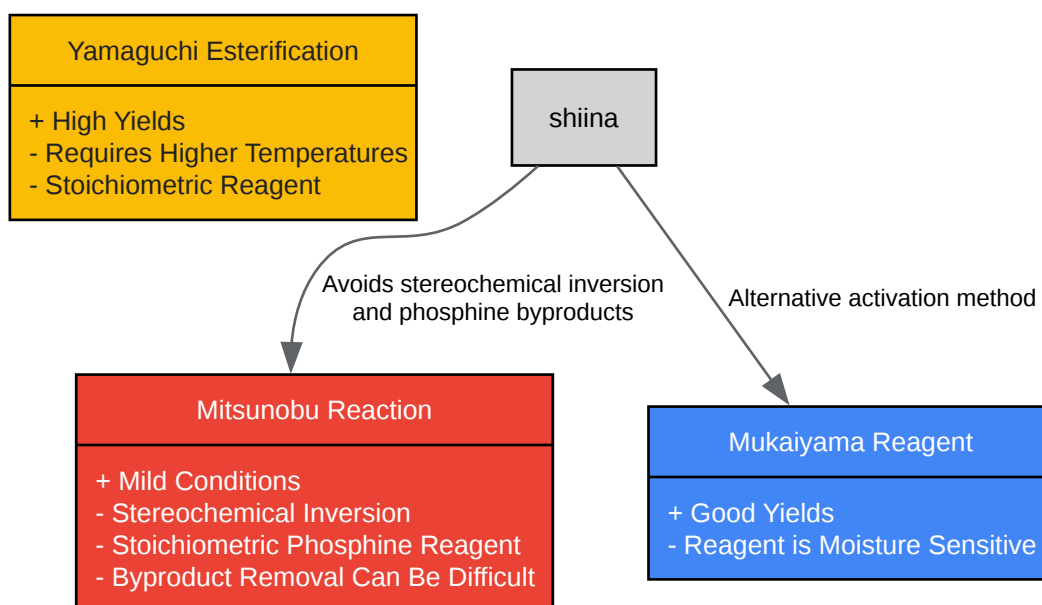 Yamaguchi Esterification
+ High Yields
- Requires Higher Temperatures
- Stoichiometric Reagent
shiina
Avoids stereochemical inversion
and phosphine byproducts
Alternative activation method
Mitsunobu Reaction
+ Mild Conditions
- Stereochemical Inversion
- Stoichiometric Phosphine Reagent
- Byproduct Removal Can Be Difficult
Mukaiyama Reagent
+ Good Yields
- Reagent is Moisture Sensitive